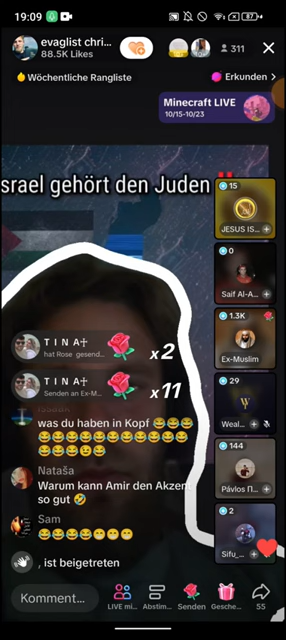 19:09
87
evaglist chri...
88.5K Likes
311
Wöchentliche Rangliste
Erkunden >
Minecraft LIVE
10/15-10/23
srael gehört den Juden
15
JESUS IS...
0
Saif Al-A...
1.3K
Ex-Muslim
29
Weal...
144
Pávlos Π...
2
Sifu_...
T I N A✝
hat Rose gesend...
x2
T I N A✝
Senden an Ex-M...
x11
was du haben in Kopf 😂😂😂
😂😂😂😂😂😂😂😂😂😂😂
😂😂😂😉😂
Nataša
Warum kann Amir den Akzent
so gut 🤣
Sam
😂😂😂😂😁😁😁
, ist beigetreten
Komment...
LIVE mi...
Abstim...
Senden
Gesche...
55